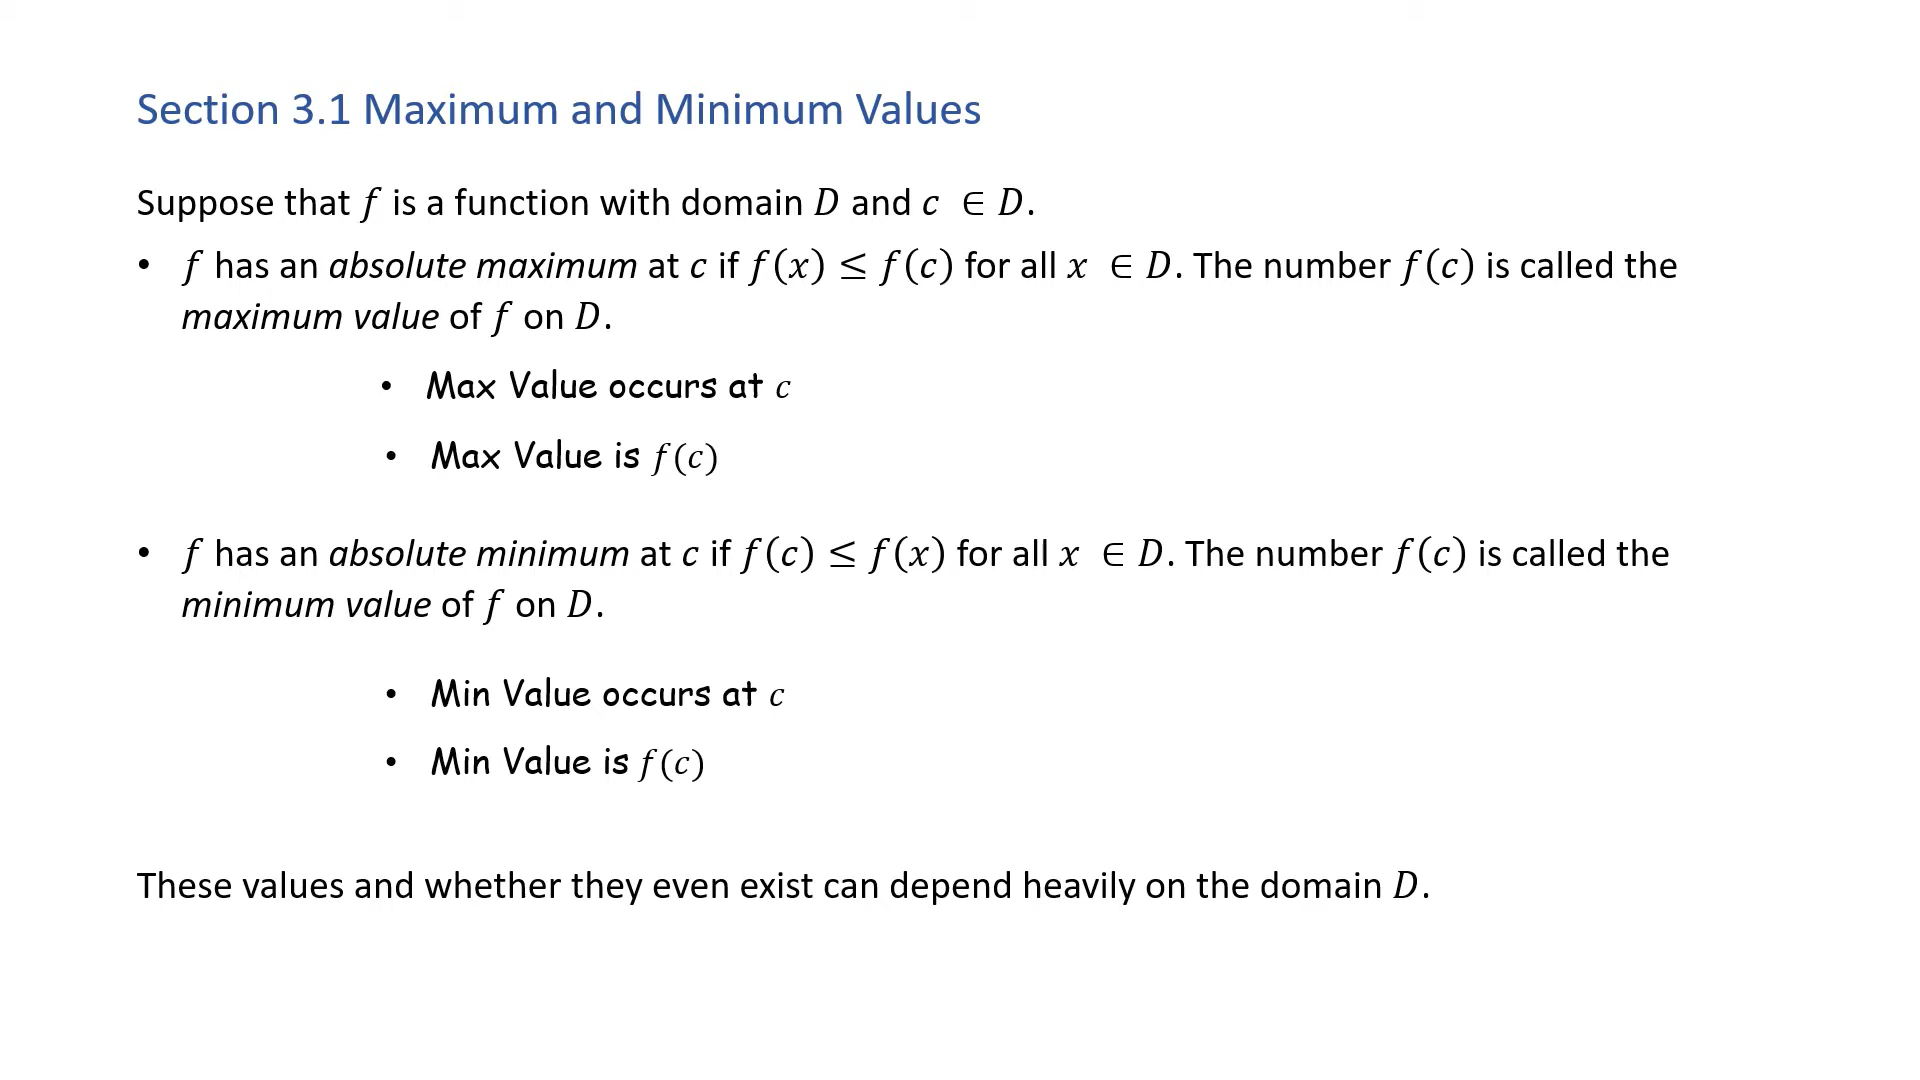 Section 3.1 Maximum and Minimum Values
Suppose that f is a function with domain D and c ∈ D.
• f has an absolute maximum at c if f(x) ≤ f(c) for all x ∈ D. The number f(c) is called the
maximum value of f on D.
• Max Value occurs at c
• Max Value is f(c)
• f has an absolute minimum at c if f(c) ≤ f(x) for all x ∈ D. The number f(c) is called the
minimum value of f on D.
• Min Value occurs at c
• Min Value is f(c)
These values and whether they even exist can depend heavily on the domain D.